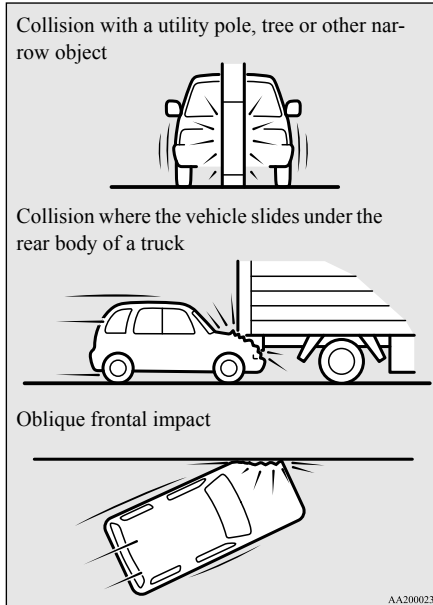 Collision with a utility pole, tree or other nar-
row object
Collision where the vehicle slides under the
rear body of a truck
Oblique frontal impact
AA200023